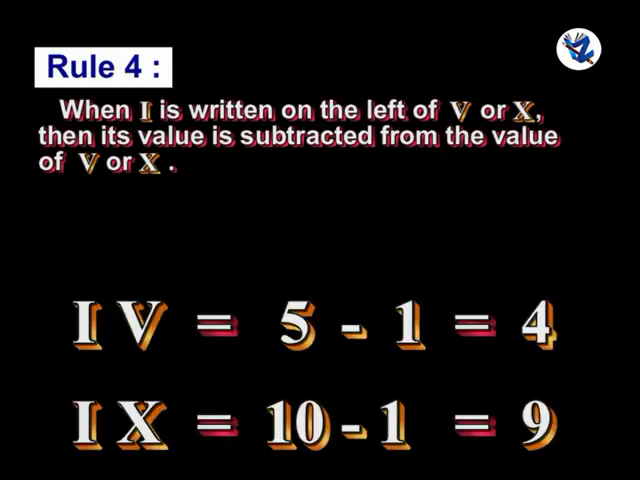 Rule 4 :
When I is written on the left of V or X,
then its value is subtracted from the value
of V or X .
I V = 5 - 1 = 4
I X = 10 - 1 = 9